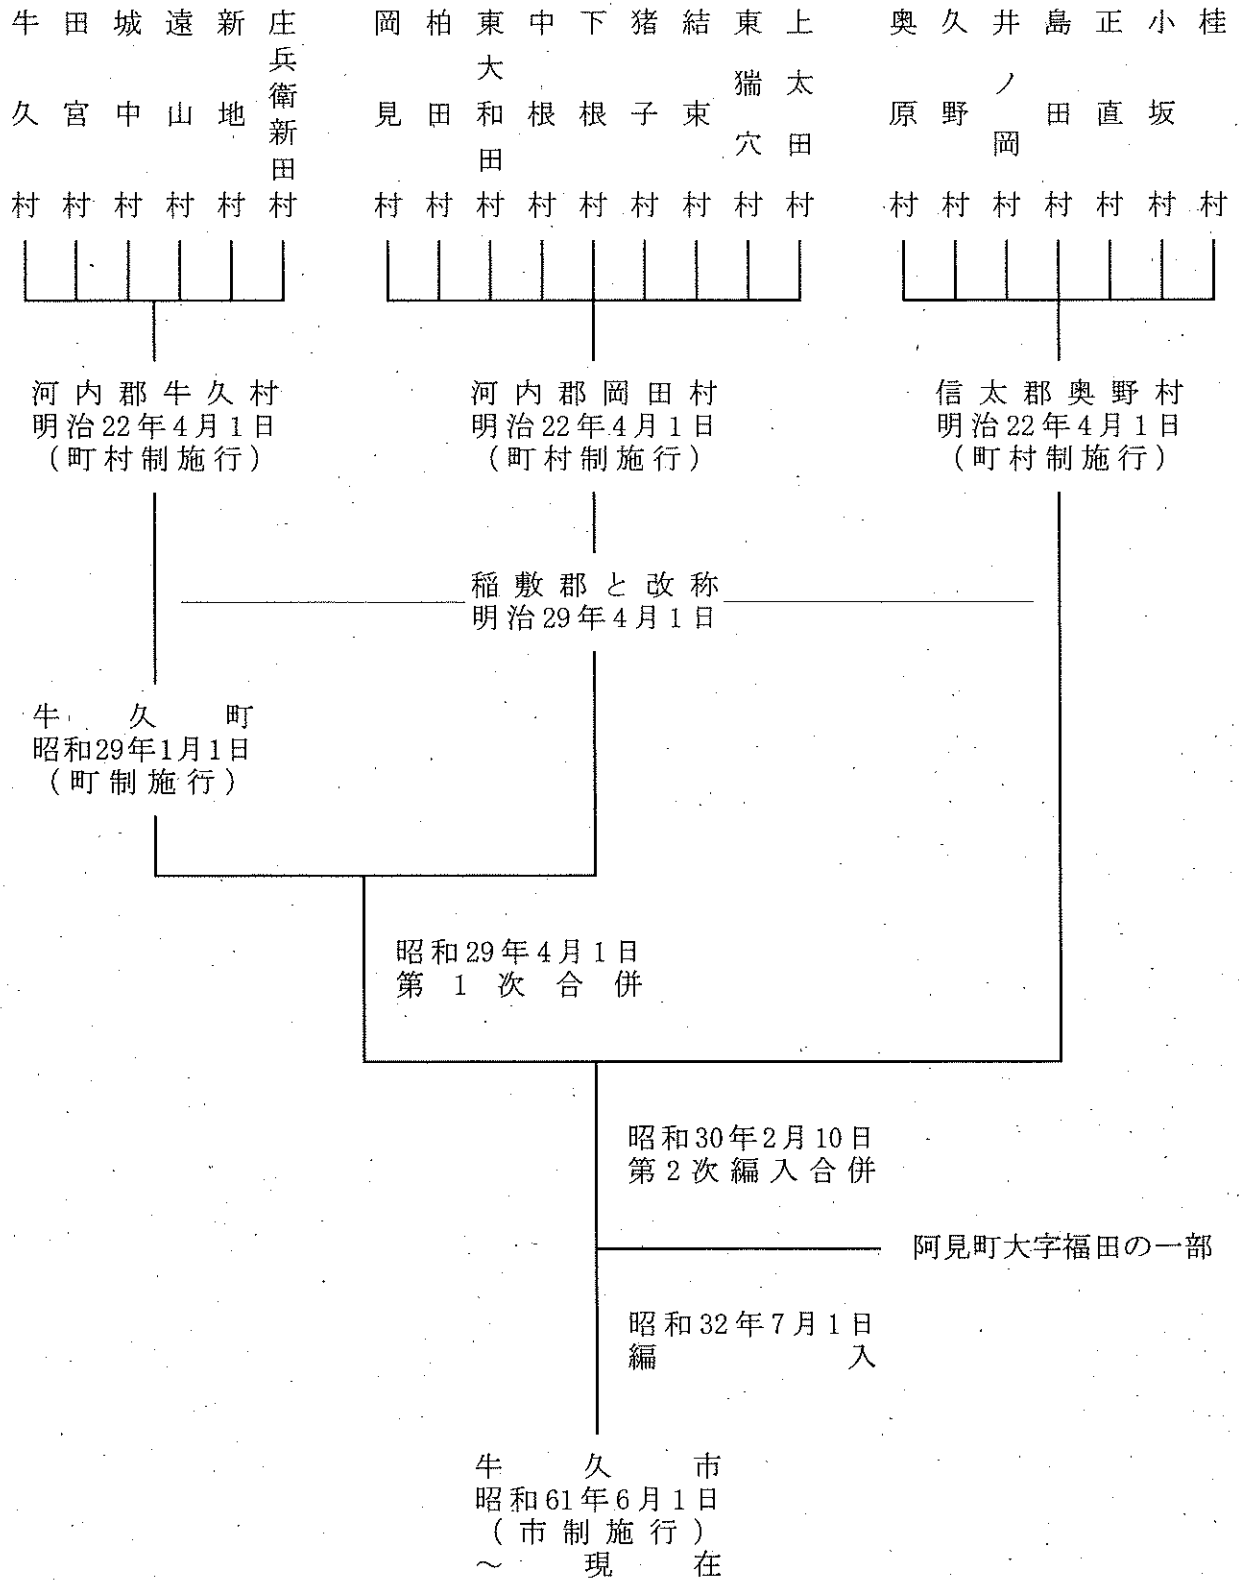 牛久村
田宮村
城中村
遠山村
新地村
庄兵衛新田村
岡見村
柏田村
東大和田村
中根村
下根村
猪子村
結束村
東猯穴村
上太田村
奥原村
久野村
井ノ岡村
島田村
正直村
小坂村
桂村
河内郡牛久村
明治22年4月1日
(町村制施行)
河内郡岡田村
明治22年4月1日
(町村制施行)
信太郡奥野村
明治22年4月1日
(町村制施行)
稲敷郡と改称
明治29年4月1日
牛久町
昭和29年1月1日
(町制施行)
昭和29年4月1日
第1次合併
昭和30年2月10日
第2次編入合併
阿見町大字福田の一部
昭和32年7月1日
編入
牛久市
昭和61年6月1日
(市制施行)
～現在